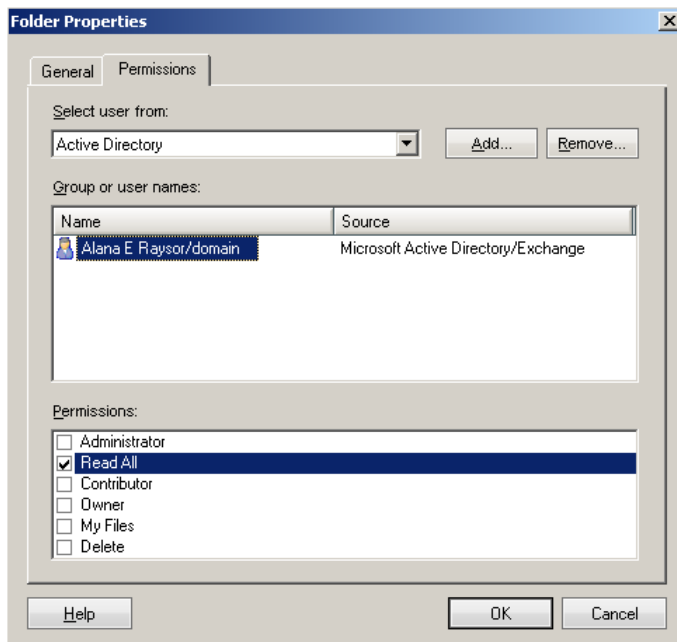 Folder Properties
General Permissions
Select user from:
Active Directory Add... Remove...
Group or user names:
Name Source
Alana E Raysor/domain Microsoft Active Directory/Exchange
Permissions:
Administrator
Read All
Contributor
Owner
My Files
Delete
Help OK Cancel